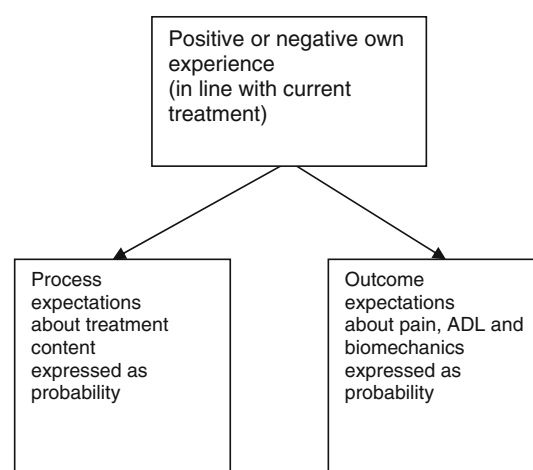 Positive or negative own
experience
(in line with current
treatment)
Process
expectations
about treatment
content
expressed as
probability
Outcome
expectations
about pain, ADL and
biomechanics
expressed as
probability